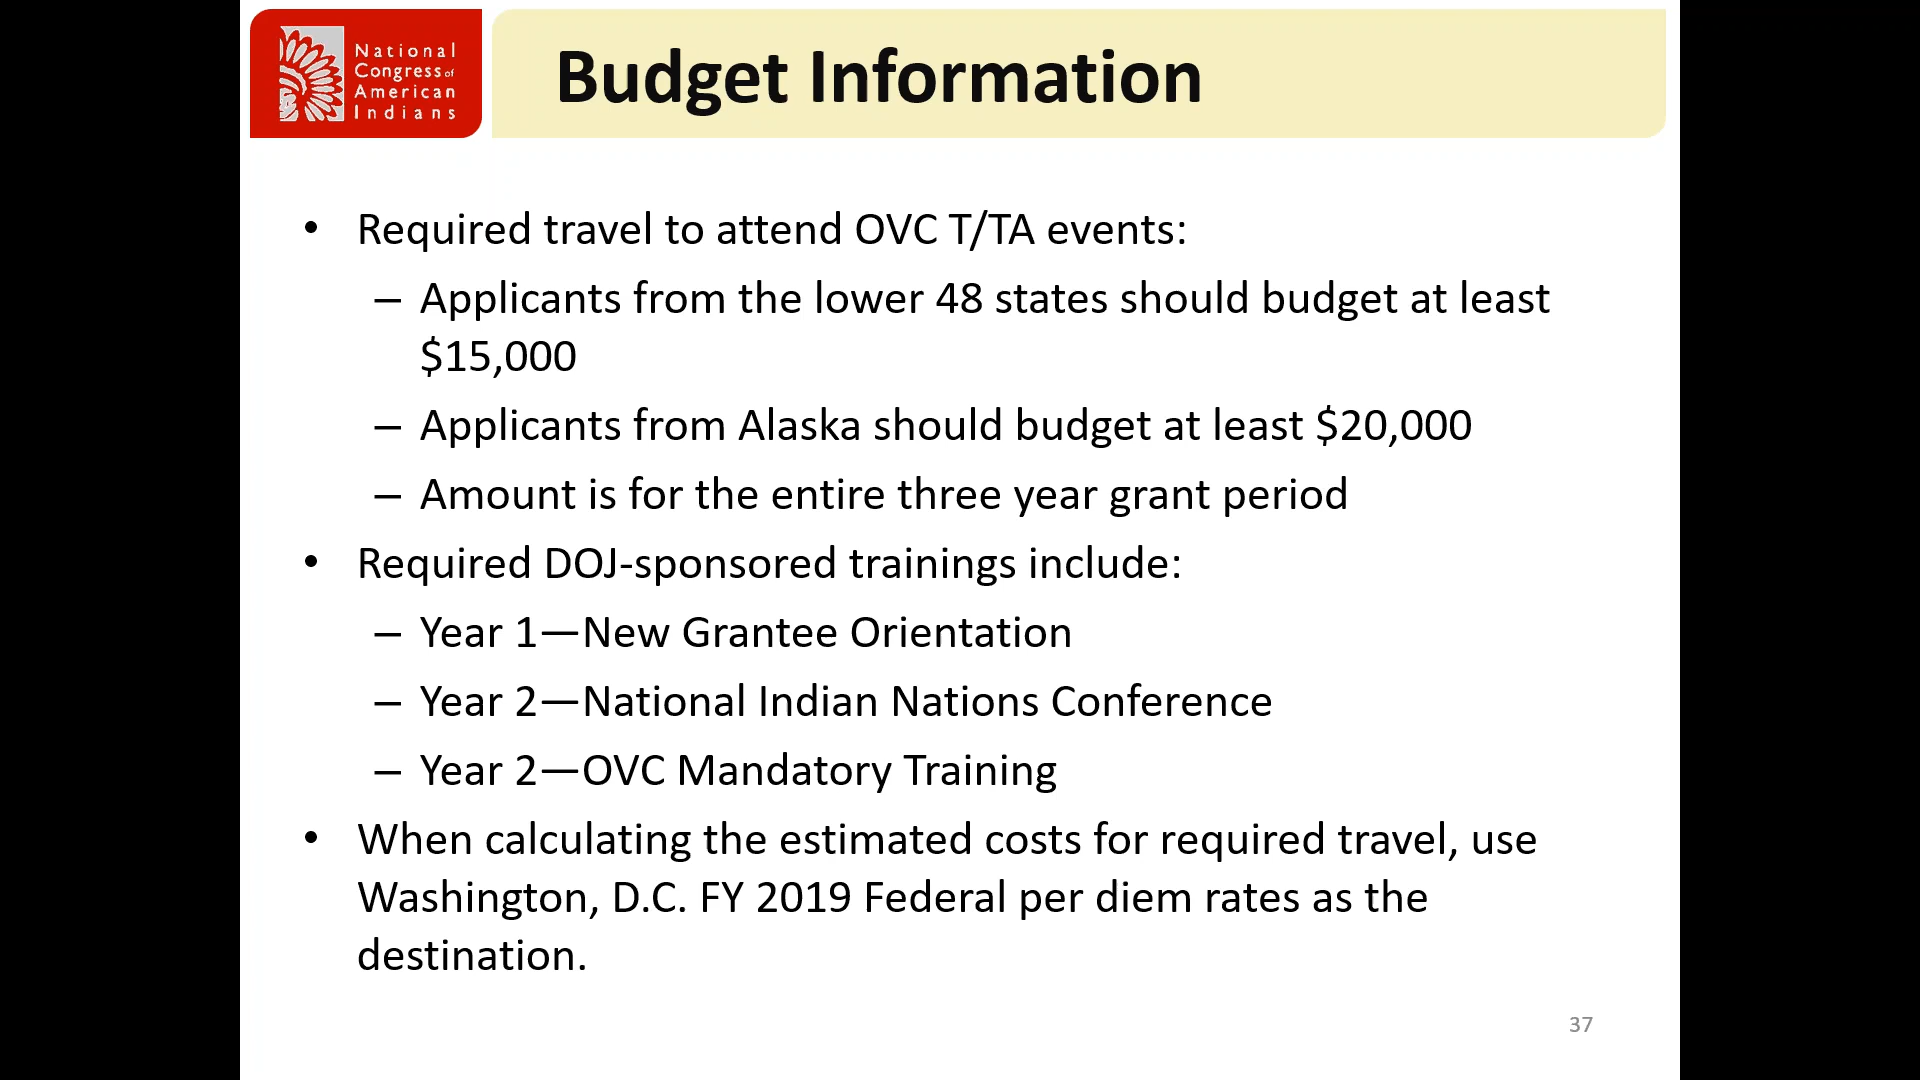 National
Congress of
American
Indians
Budget Information
• Required travel to attend OVC T/TA events:
– Applicants from the lower 48 states should budget at least
$15,000
– Applicants from Alaska should budget at least $20,000
– Amount is for the entire three year grant period
• Required DOJ-sponsored trainings include:
– Year 1—New Grantee Orientation
– Year 2—National Indian Nations Conference
– Year 2—OVC Mandatory Training
• When calculating the estimated costs for required travel, use
Washington, D.C. FY 2019 Federal per diem rates as the
destination.
37